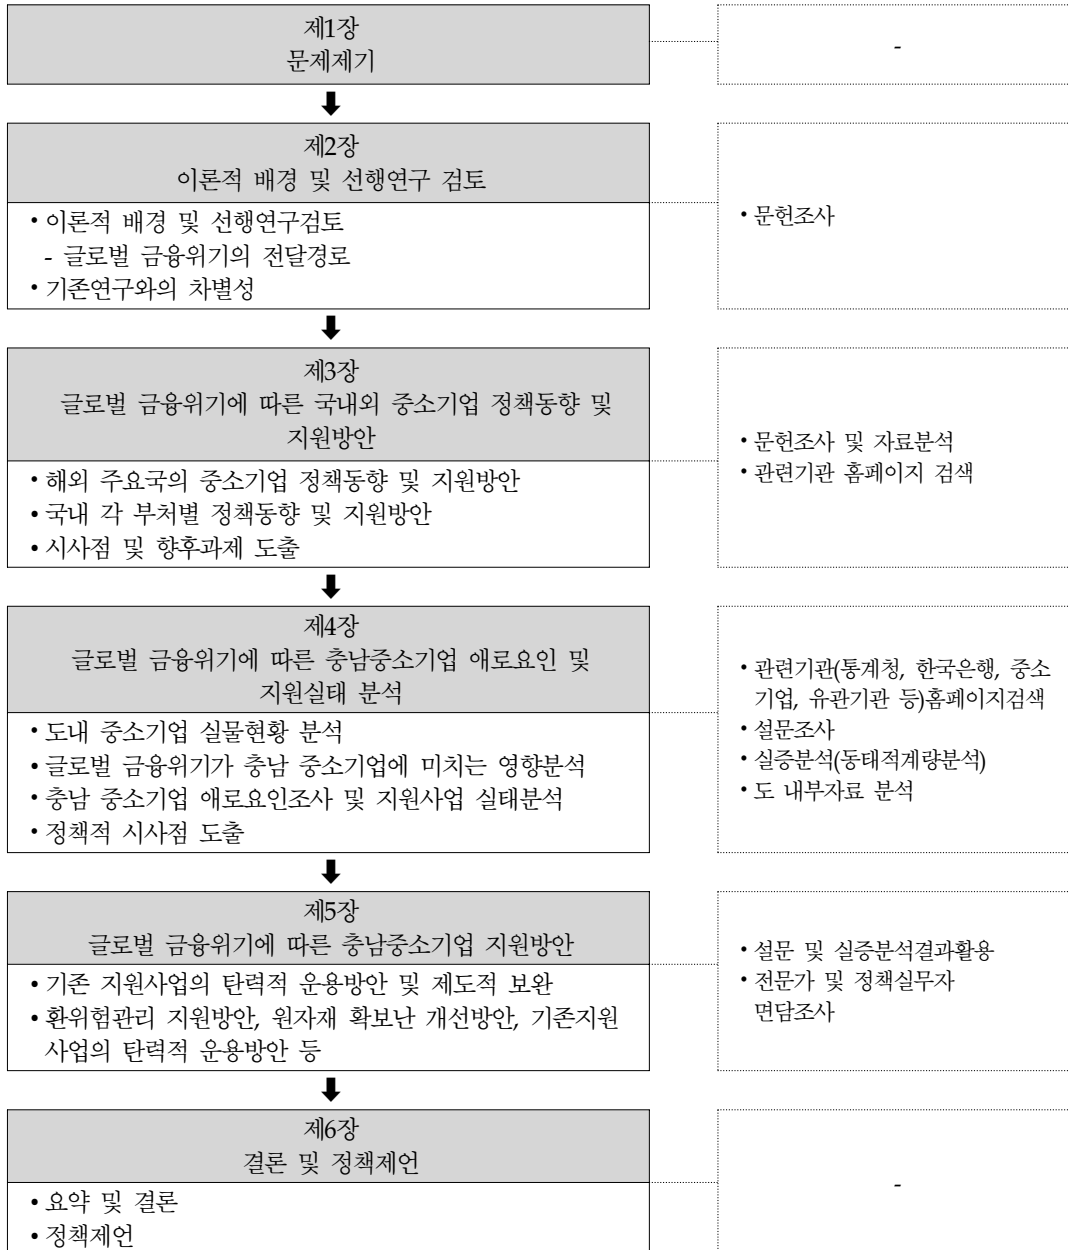 제1장
문제제기
-
제2장
이론적 배경 및 선행연구 검토
• 이론적 배경 및 선행연구검토
- 글로벌 금융위기의 전달경로
• 기존연구와의 차별성
• 문헌조사
제3장
글로벌 금융위기에 따른 국내외 중소기업 정책동향 및
지원방안
• 해외 주요국의 중소기업 정책동향 및 지원방안
• 국내 각 부처별 정책동향 및 지원방안
• 시사점 및 향후과제 도출
• 문헌조사 및 자료분석
• 관련기관 홈페이지 검색
제4장
글로벌 금융위기에 따른 충남중소기업 애로요인 및
지원실태 분석
• 도내 중소기업 실물현황 분석
• 글로벌 금융위기가 충남 중소기업에 미치는 영향분석
• 충남 중소기업 애로요인조사 및 지원사업 실태분석
• 정책적 시사점 도출
• 관련기관(통계청, 한국은행, 중소
기업, 유관기관 등)홈페이지검색
• 설문조사
• 실증분석(동태적계량분석)
• 도 내부자료 분석
제5장
글로벌 금융위기에 따른 충남중소기업 지원방안
• 기존 지원사업의 탄력적 운용방안 및 제도적 보완
• 환위험관리 지원방안, 원자재 확보난 개선방안, 기존지원
사업의 탄력적 운용방안 등
• 설문 및 실증분석결과활용
• 전문가 및 정책실무자
면담조사
제6장
결론 및 정책제언
• 요약 및 결론
• 정책제언
-